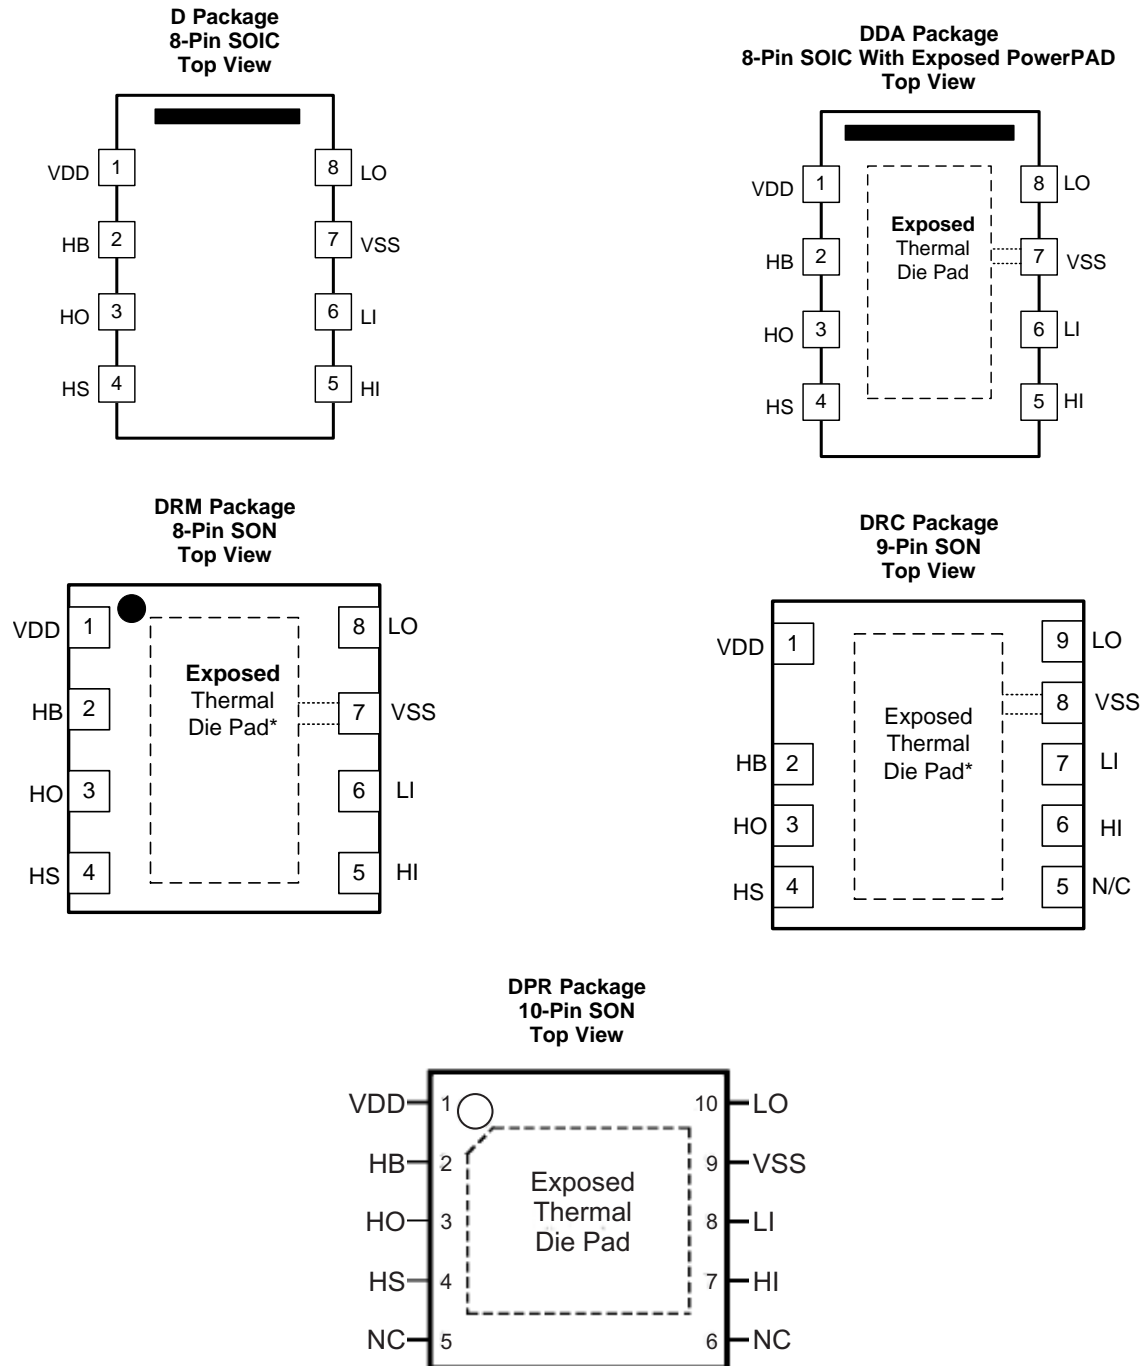 D Package
8-Pin SOIC
Top View
VDD 1 8 LO
HB 2 7 VSS
HO 3 6 LI
HS 4 5 HI
DDA Package
8-Pin SOIC With Exposed PowerPAD
Top View
VDD 1 8 LO
Exposed
Thermal
Die Pad
HB 2 7 VSS
HO 3 6 LI
HS 4 5 HI
DRM Package
8-Pin SON
Top View
VDD 1 8 LO
Exposed
Thermal
Die Pad*
HB 2 7 VSS
HO 3 6 LI
HS 4 5 HI
DRC Package
9-Pin SON
Top View
VDD 1 9 LO
8 VSS
Exposed
Thermal
Die Pad*
HB 2 7 LI
HO 3 6 HI
HS 4 5 N/C
DPR Package
10-Pin SON
Top View
VDD 1 10 LO
HB 2 9 VSS
Exposed
Thermal
Die Pad
HO 3 8 LI
HS 4 7 HI
NC 5 6 NC